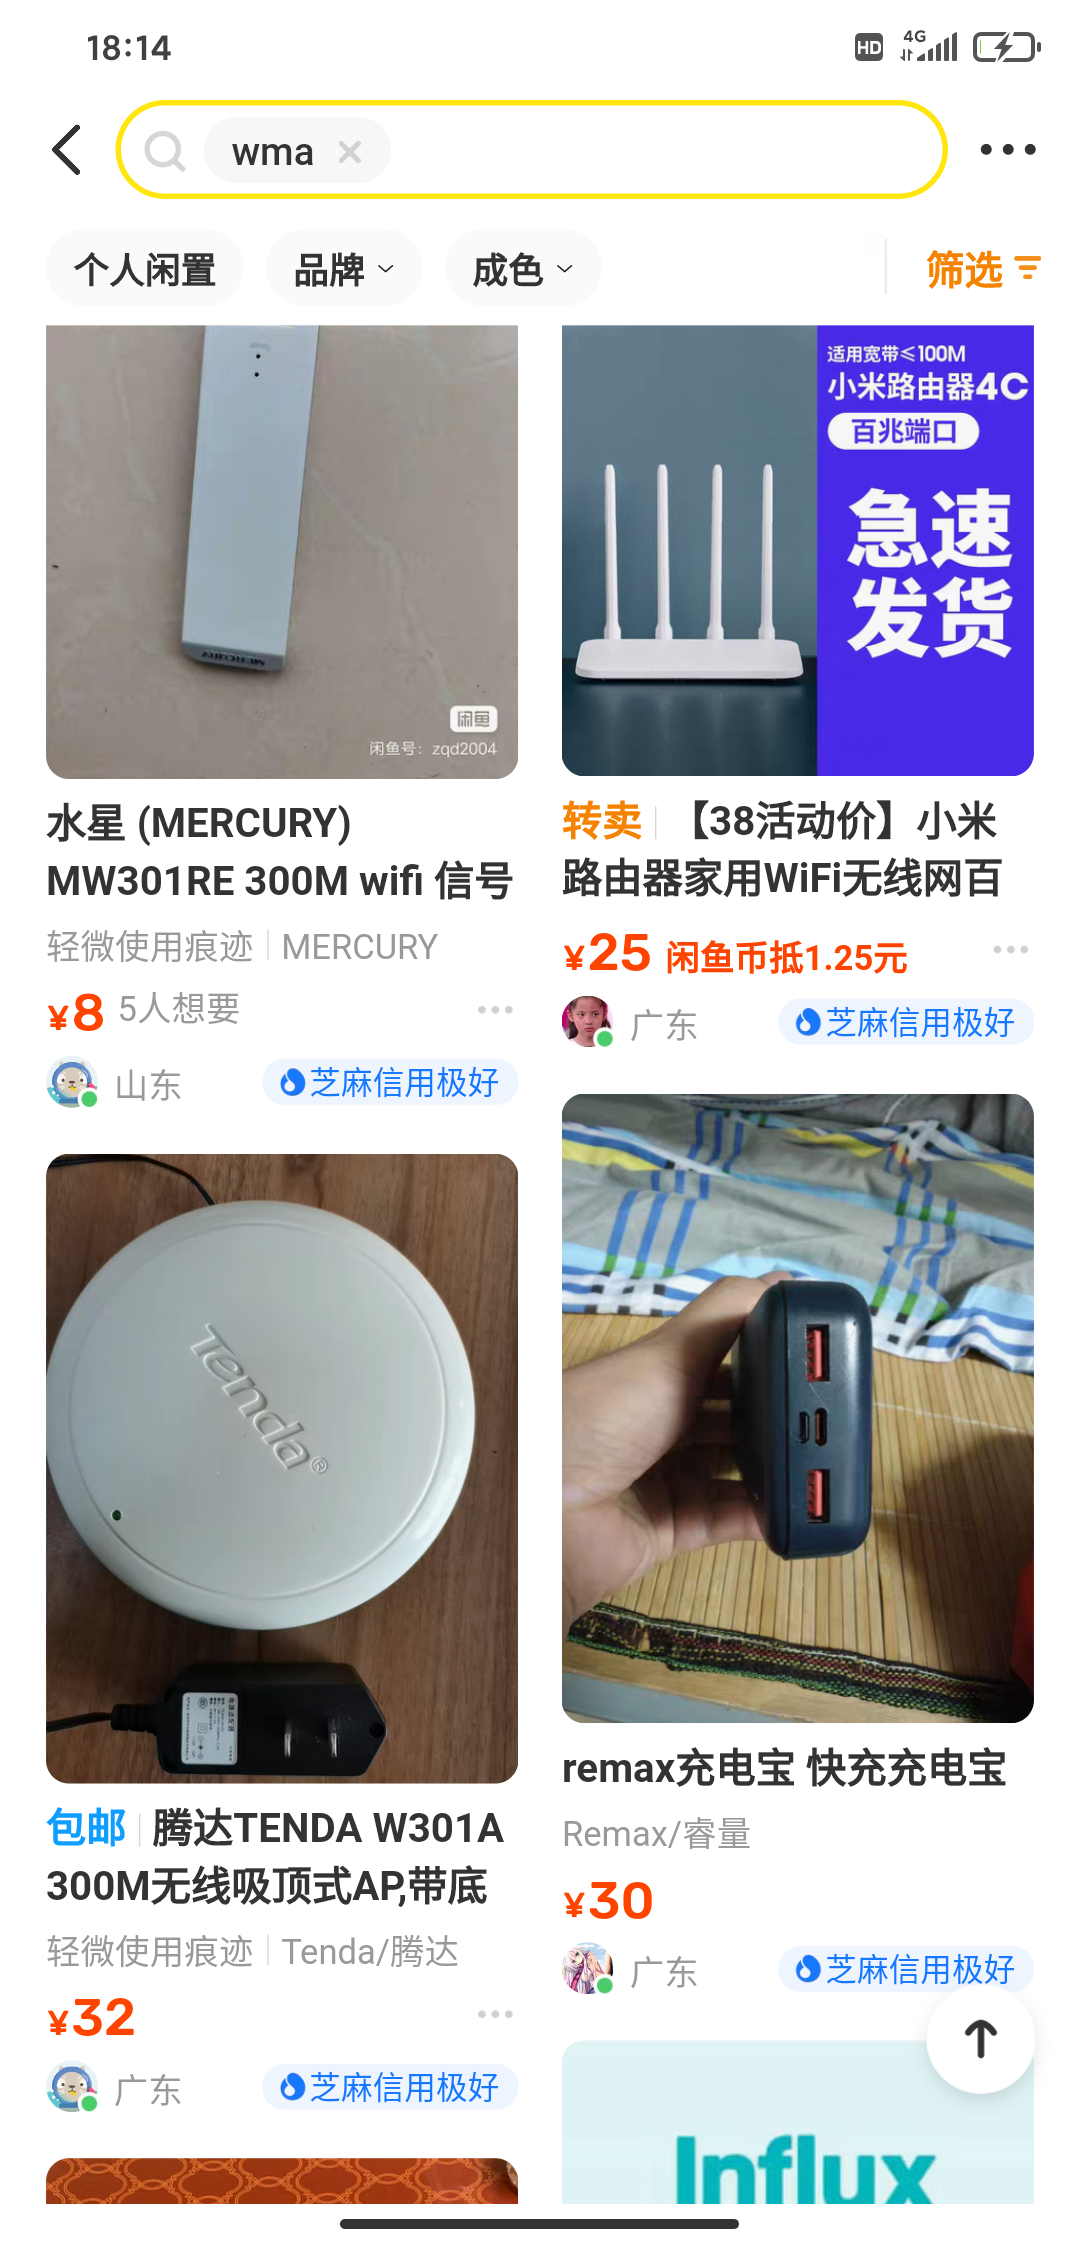 18:14
HD 4G
wma
个人闲置 品牌 成色 筛选
MERCURY
闲鱼
闲鱼号：zqd2004
水星 (MERCURY)
MW301RE 300M wifi 信号
轻微使用痕迹 MERCURY
¥8 5人想要
山东 芝麻信用极好
适用宽带≤100M
小米路由器4C
百兆端口
急速
发货
转卖 【38活动价】小米
路由器家用WiFi无线网百
¥25 闲鱼币抵1.25元
广东 芝麻信用极好
Tenda®
包邮 腾达TENDA W301A
300M无线吸顶式AP,带底
轻微使用痕迹 Tenda/腾达
¥32
广东 芝麻信用极好
remax充电宝 快充充电宝
Remax/睿量
¥30
广东 芝麻信用极好
Influx